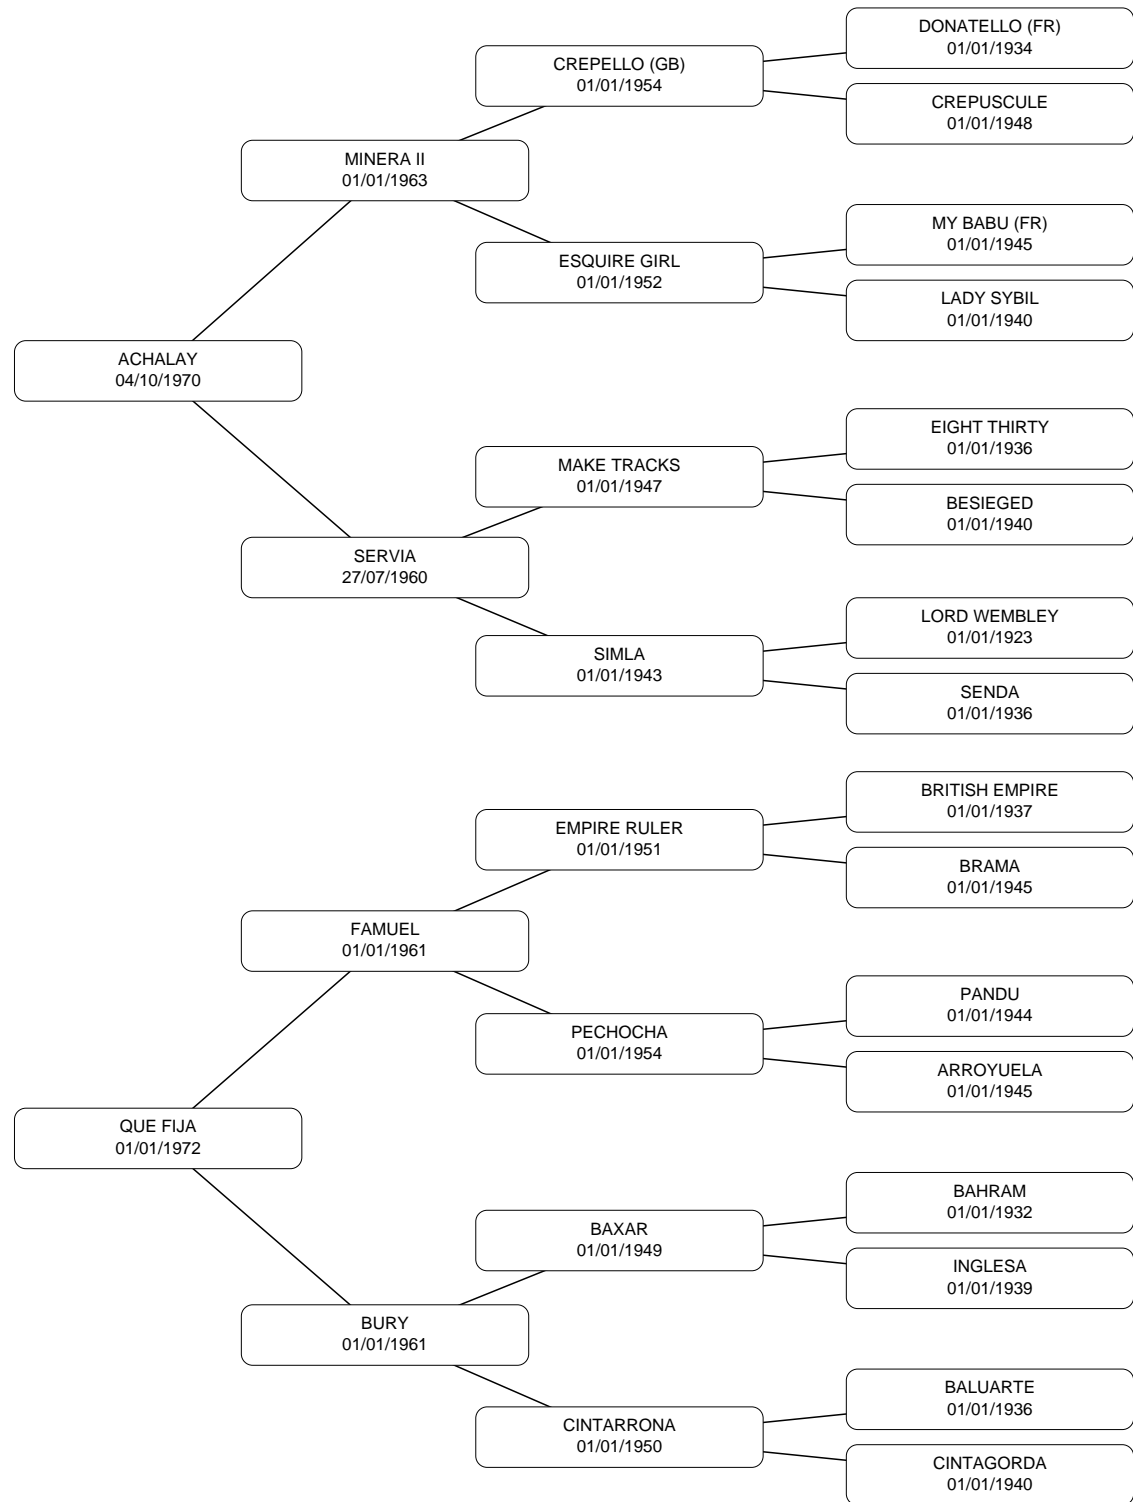 DONATELLO (FR)
01/01/1934
CREPELLO (GB)
01/01/1954
CREPUSCULE
01/01/1948
MINERA II
01/01/1963
MY BABU (FR)
01/01/1945
ESQUIRE GIRL
01/01/1952
LADY SYBIL
01/01/1940
ACHALAY
04/10/1970
EIGHT THIRTY
01/01/1936
MAKE TRACKS
01/01/1947
BESIEGED
01/01/1940
SERVIA
27/07/1960
LORD WEMBLEY
01/01/1923
SIMLA
01/01/1943
SENDA
01/01/1936
BRITISH EMPIRE
01/01/1937
EMPIRE RULER
01/01/1951
BRAMA
01/01/1945
FAMUEL
01/01/1961
PANDU
01/01/1944
PECHOCHA
01/01/1954
ARROYUELA
01/01/1945
QUE FIJA
01/01/1972
BAHRAM
01/01/1932
BAXAR
01/01/1949
INGLESA
01/01/1939
BURY
01/01/1961
BALUARTE
01/01/1936
CINTARRONA
01/01/1950
CINTAGORDA
01/01/1940